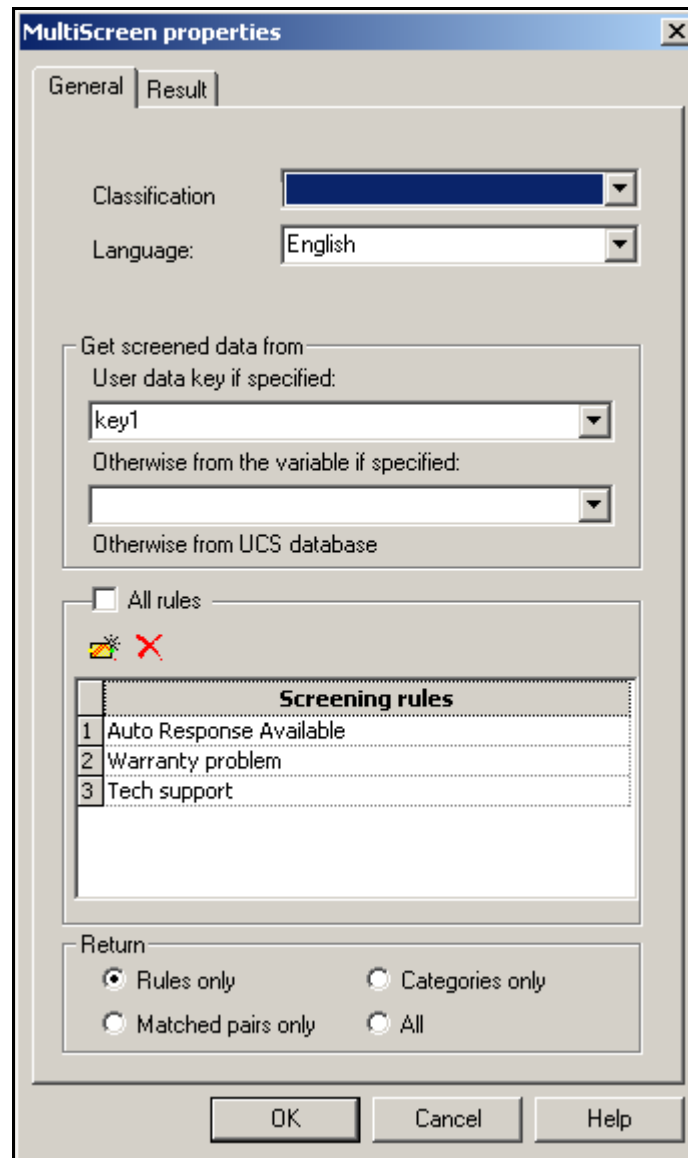 MultiScreen properties
General
Result
Classification
Language:
English
Get screened data from
User data key if specified:
key1
Otherwise from the variable if specified:
Otherwise from UCS database
All rules
Screening rules
1 Auto Response Available
2 Warranty problem
3 Tech support
Return
Rules only
Categories only
Matched pairs only
All
OK
Cancel
Help